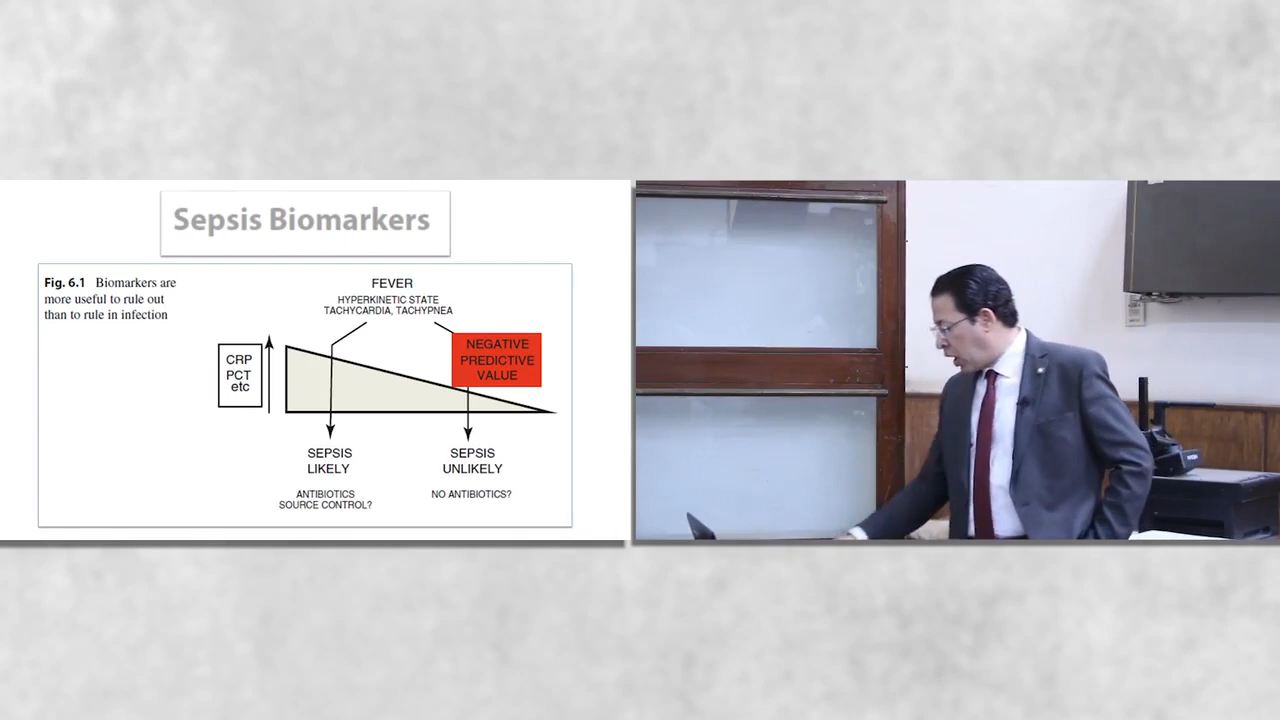 Sepsis Biomarkers
Fig. 6.1 Biomarkers are
more useful to rule out
than to rule in infection
FEVER
HYPERKINETIC STATE
TACHYCARDIA, TACHYPNEA
NEGATIVE
PREDICTIVE
VALUE
CRP
PCT
etc
SEPSIS
LIKELY
SEPSIS
UNLIKELY
ANTIBIOTICS
SOURCE CONTROL?
NO ANTIBIOTICS?